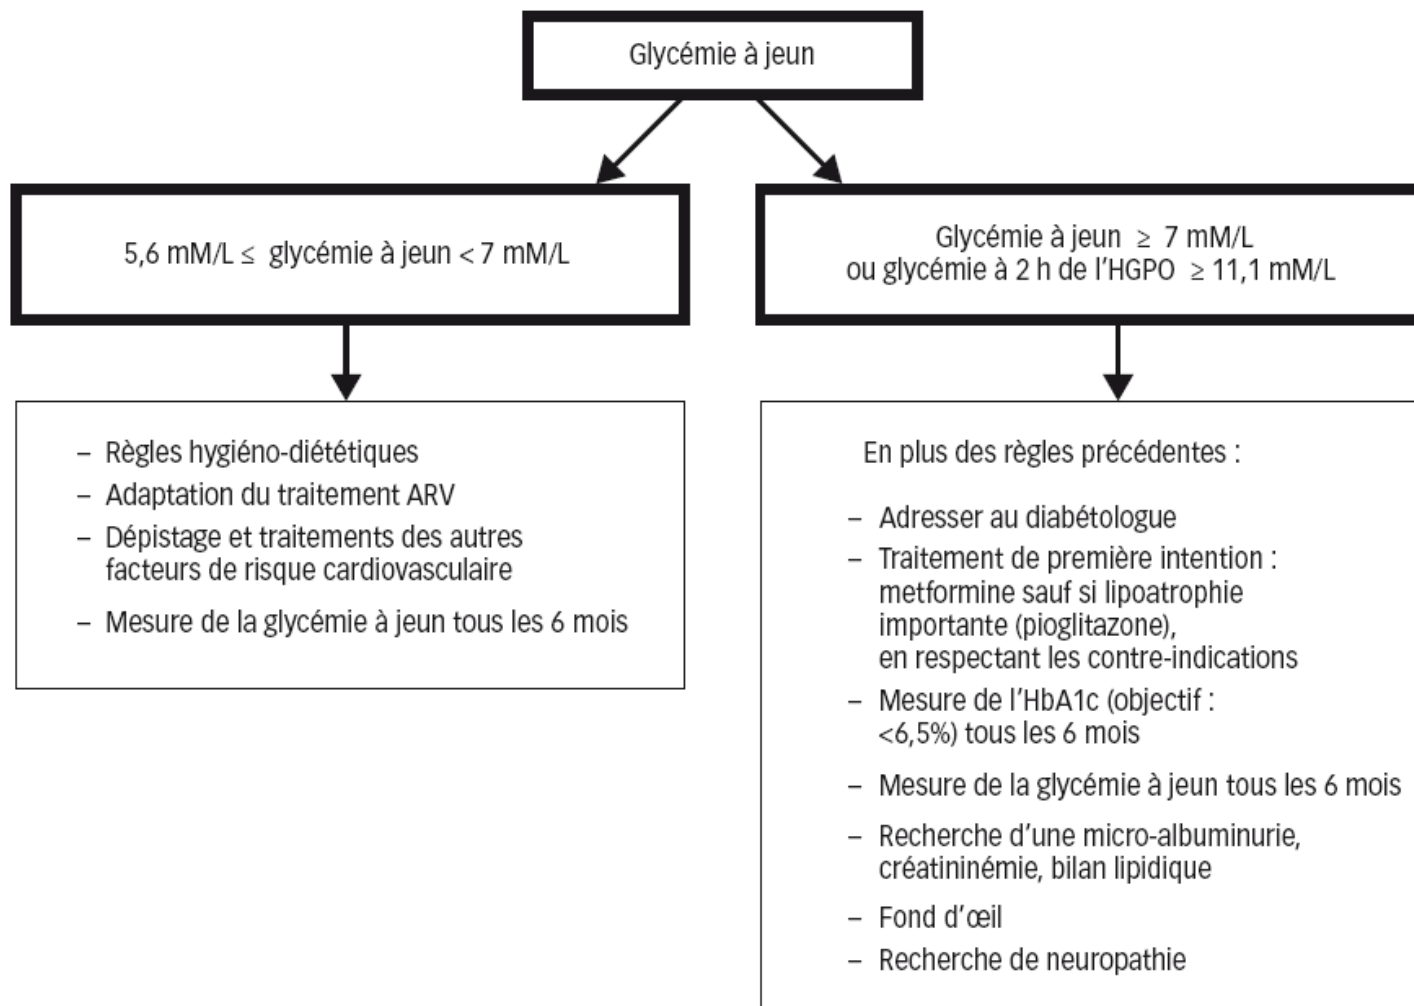 Glycémie à jeun
5,6 mM/L ≤ glycémie à jeun < 7 mM/L
Glycémie à jeun ≥ 7 mM/L
ou glycémie à 2 h de l'HGPO ≥ 11,1 mM/L
– Règles hygiéno-diététiques
– Adaptation du traitement ARV
– Dépistage et traitements des autres
facteurs de risque cardiovasculaire
– Mesure de la glycémie à jeun tous les 6 mois
En plus des règles précédentes :
– Adresser au diabétologue
– Traitement de première intention :
metformine sauf si lipoatrophie
importante (pioglitazone),
en respectant les contre-indications
– Mesure de l'HbA1c (objectif :
<6,5%) tous les 6 mois
– Mesure de la glycémie à jeun tous les 6 mois
– Recherche d'une micro-albuminurie,
créatininémie, bilan lipidique
– Fond d'œil
– Recherche de neuropathie